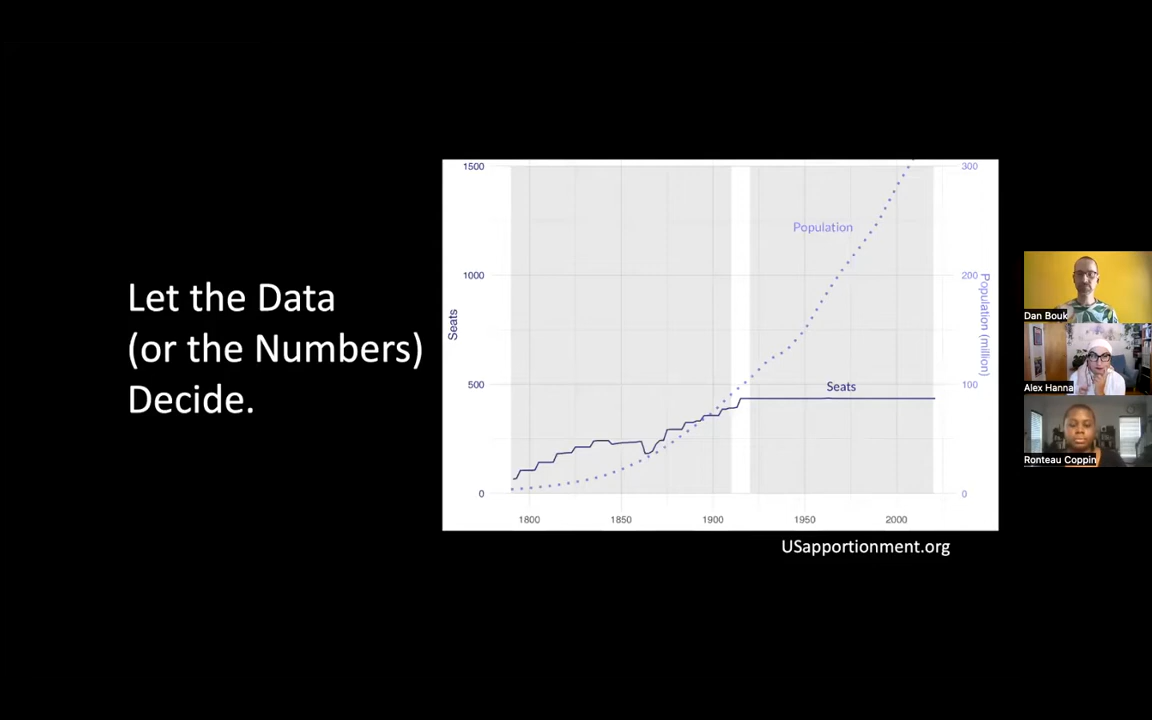 Let the Data
(or the Numbers)
Decide.
1500
1000
500
0
Seats
Population
Seats
300
200
100
0
Population (million)
1800
1850
1900
1950
2000
USapportionment.org
Dan Bouk
Alex Hanna
Ronteau Coppin